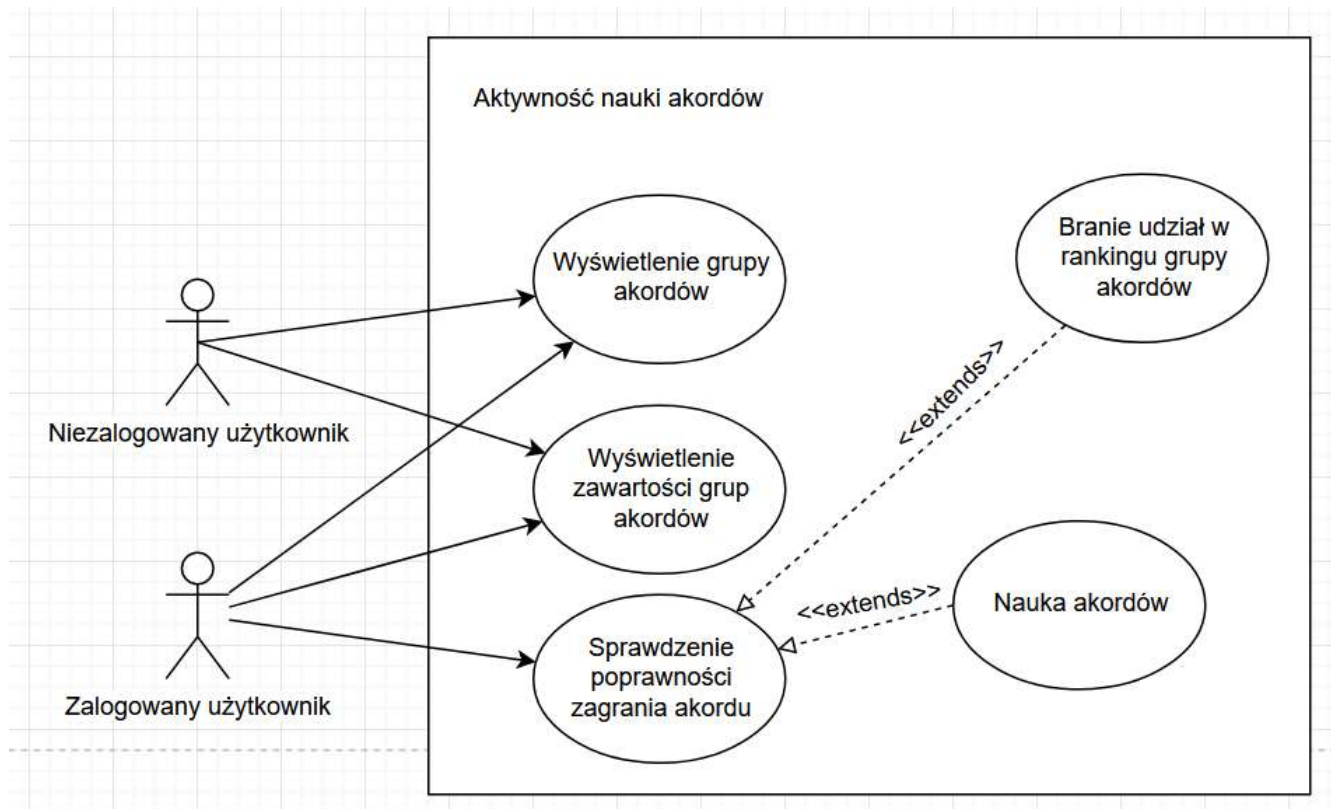 Aktywność nauki akordów
Wyświetlenie grupy
akordów
Branie udział w
rankingu grupy
akordów
Niezalogowany użytkownik
<<extends>>
Wyświetlenie
zawartości grup
akordów
<<extends>>
Nauka akordów
Sprawdzenie
poprawności
zagrania akordu
Zalogowany użytkownik